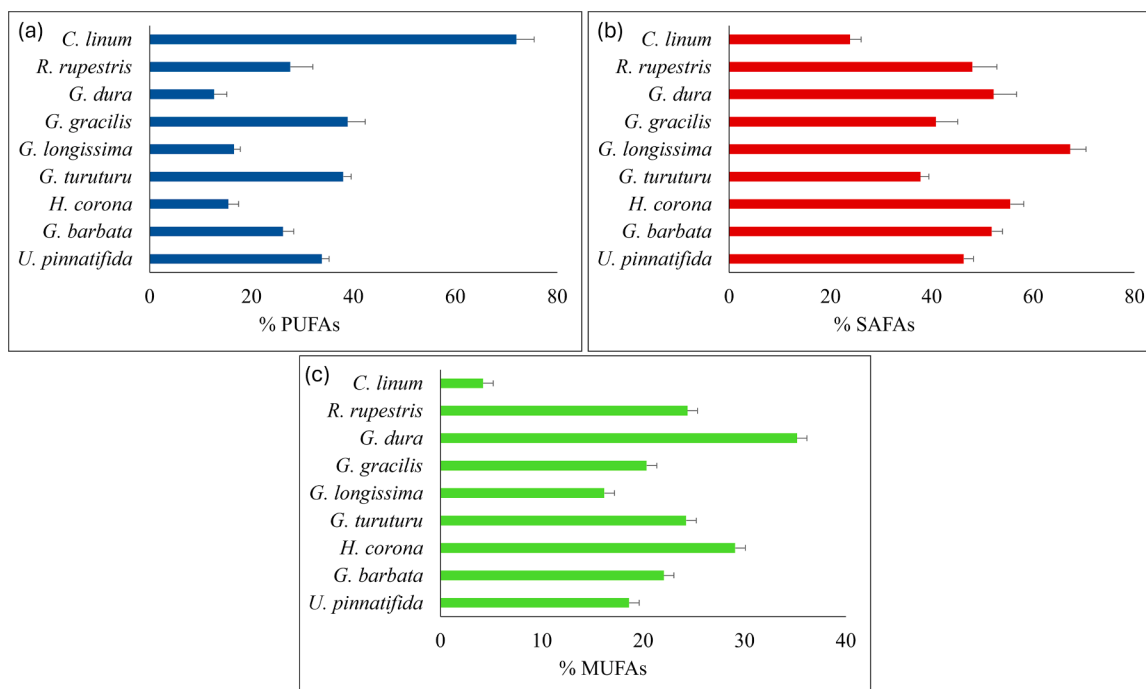 (a)
C. linum
R. rupestris
G. dura
G. gracilis
G. longissima
G. turuturu
H. corona
G. barbata
U. pinnatifida
0 20 40 60 80
% PUFAs
(b)
C. linum
R. rupestris
G. dura
G. gracilis
G. longissima
G. turuturu
H. corona
G. barbata
U. pinnatifida
0 20 40 60 80
% SAFAs
(c)
C. linum
R. rupestris
G. dura
G. gracilis
G. longissima
G. turuturu
H. corona
G. barbata
U. pinnatifida
0 10 20 30 40
% MUFAs